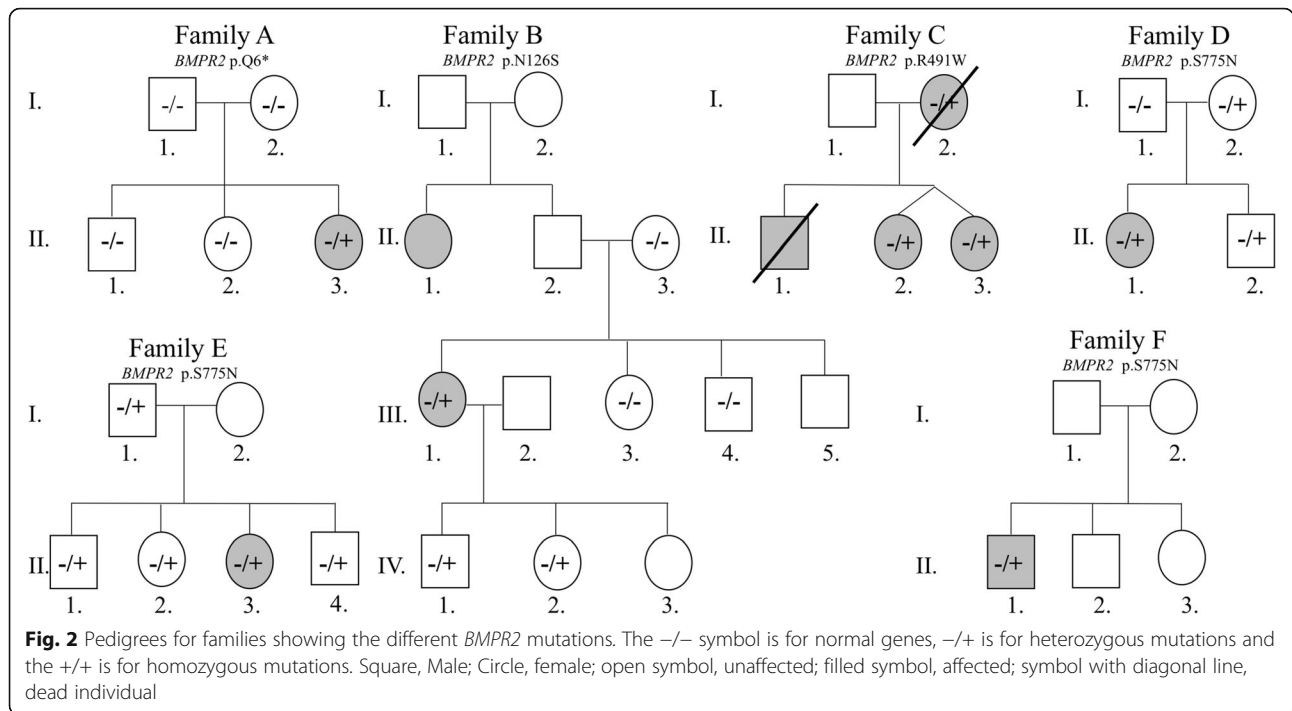 Family A
BMPR2 p.Q6*
I.
-/-
-/-
1.
2.
II.
-/-
-/-
-/+
1.
2.
3.
Family B
BMPR2 p.N126S
I.
1.
2.
II.
-/-
1.
2.
3.
III.
-/+
-/-
-/-
1.
2.
3.
4.
5.
IV.
-/+
-/+
1.
2.
3.
Family C
BMPR2 p.R491W
I.
-/+
1.
2.
II.
-/+
-/+
1.
2.
3.
Family D
BMPR2 p.S775N
I.
-/-
-/+
1.
2.
II.
-/+
-/+
1.
2.
Family E
BMPR2 p.S775N
I.
-/+
1.
2.
II.
-/+
-/+
-/+
-/+
1.
2.
3.
4.
Family F
BMPR2 p.S775N
I.
1.
2.
II.
-/+
1.
2.
3.
Fig. 2 Pedigrees for families showing the different BMPR2 mutations. The −/− symbol is for normal genes, −/+ is for heterozygous mutations and
the +/+ is for homozygous mutations. Square, Male; Circle, female; open symbol, unaffected; filled symbol, affected; symbol with diagonal line,
dead individual